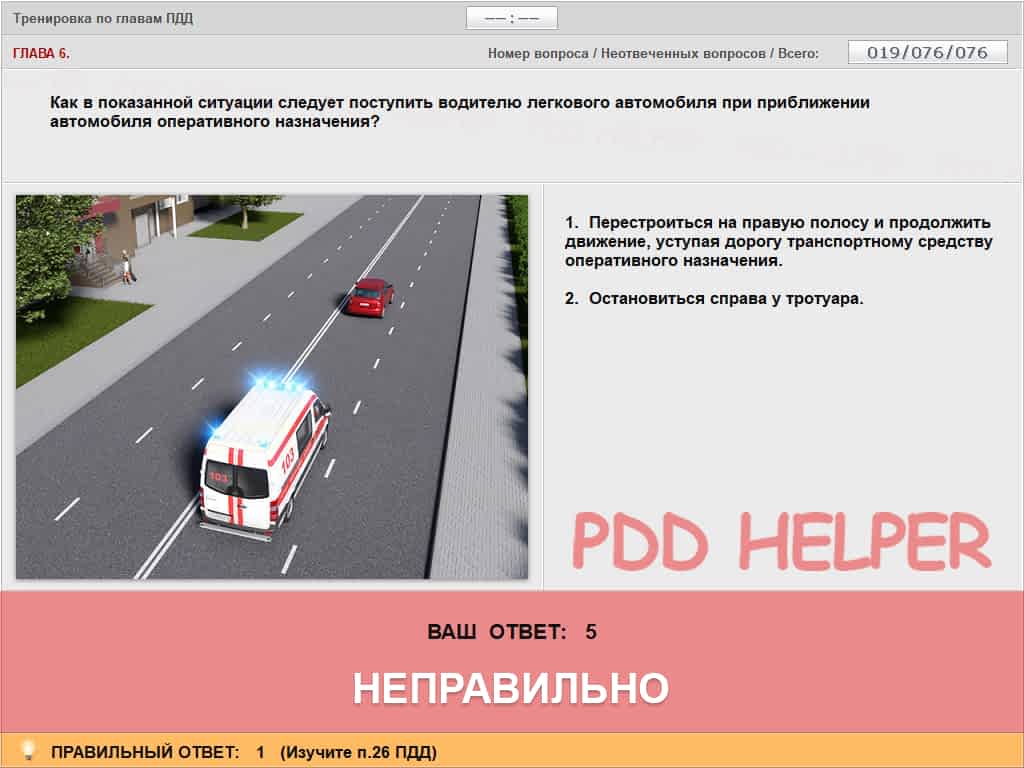 Тренировка по главам ПДД
—— : ——
ГЛАВА 6.
Номер вопроса / Неотвеченных вопросов / Всего:
019/076/076
Как в показанной ситуации следует поступить водителю легкового автомобиля при приближении
автомобиля оперативного назначения?
1. Перестроиться на правую полосу и продолжить
движение, уступая дорогу транспортному средству
оперативного назначения.
2. Остановиться справа у тротуара.
103
103
PDD HELPER
ВАШ ОТВЕТ: 5
НЕПРАВИЛЬНО
ПРАВИЛЬНЫЙ ОТВЕТ: 1 (Изучите п.26 ПДД)